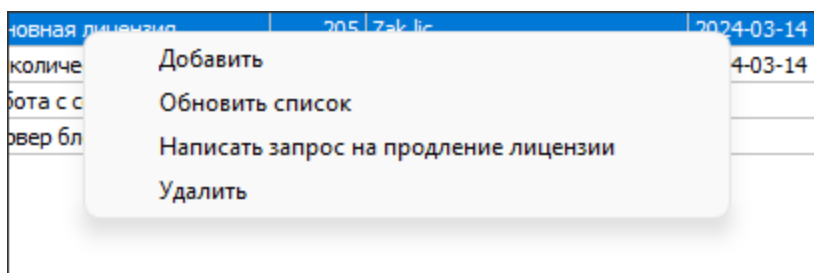 новная лицензия 205 Zak.lic 2024-03-14
количе 4-03-14
Добавить
бота с с
Обновить список
рвер бл
Написать запрос на продление лицензии
Удалить